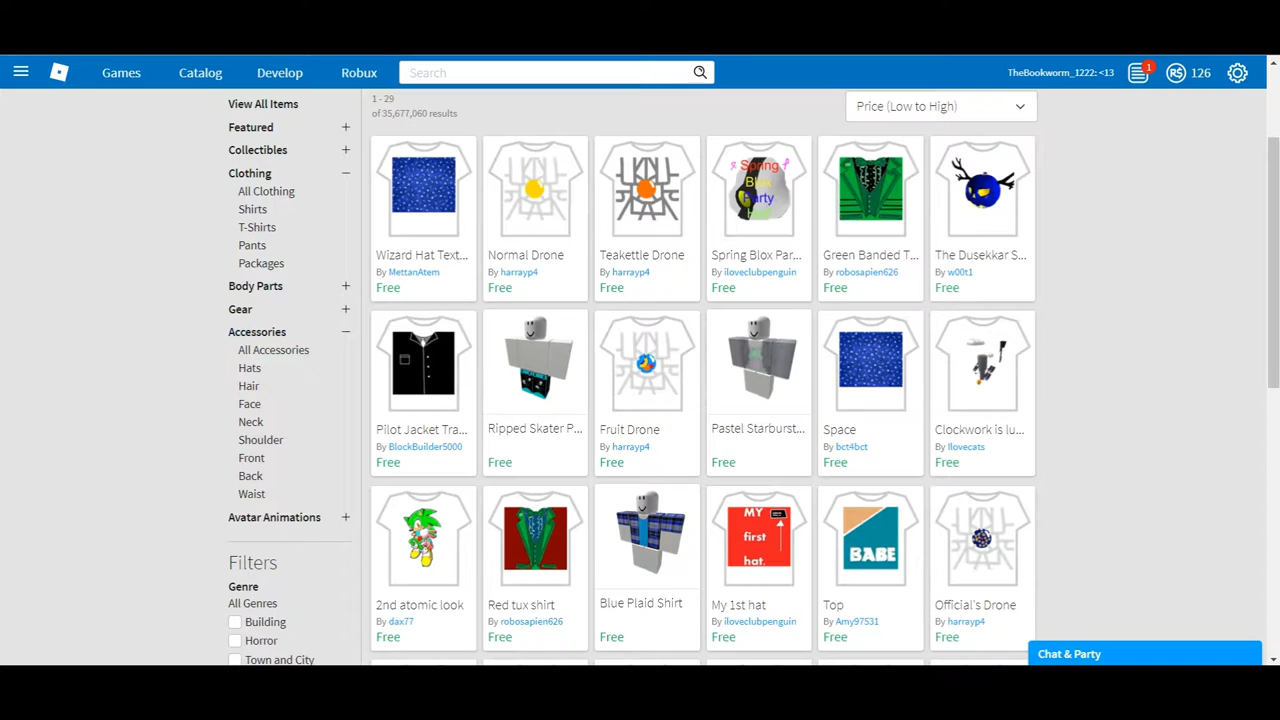 Games
Catalog
Develop
Robux
Search
TheBookworm_1222: <13
1
R$ 126
View All Items
Featured +
Collectibles +
Clothing −
All Clothing
Shirts
T-Shirts
Pants
Packages
Body Parts +
Gear +
Accessories −
All Accessories
Hats
Hair
Face
Neck
Shoulder
Front
Back
Waist
Avatar Animations +
Filters
Genre
All Genres
Building
Horror
Town and City
1 - 29
of 35,677,060 results
Price (Low to High)
Wizard Hat Text...
By MettanAtem
Free
Normal Drone
By harrayp4
Free
Teakettle Drone
By harrayp4
Free
Spring
Blox
Party
Spring Blox Par...
By iloveclubpenguin
Free
Green Banded T...
By robosapien626
Free
The Dusekkar S...
By w00t1
Free
Pilot Jacket Tra...
By BlockBuilder5000
Free
Ripped Skater P...
Free
Fruit Drone
By harrayp4
Free
Pastel Starburst...
Free
Space
By bct4bct
Free
Clockwork is lu...
By Ilovecats
Free
2nd atomic look
By dax77
Free
Red tux shirt
By robosapien626
Free
Blue Plaid Shirt
Free
MY
first
hat.
My 1st hat
By iloveclubpenguin
Free
BABE
Top
By Amy97531
Free
Official's Drone
By harrayp4
Free
Chat & Party